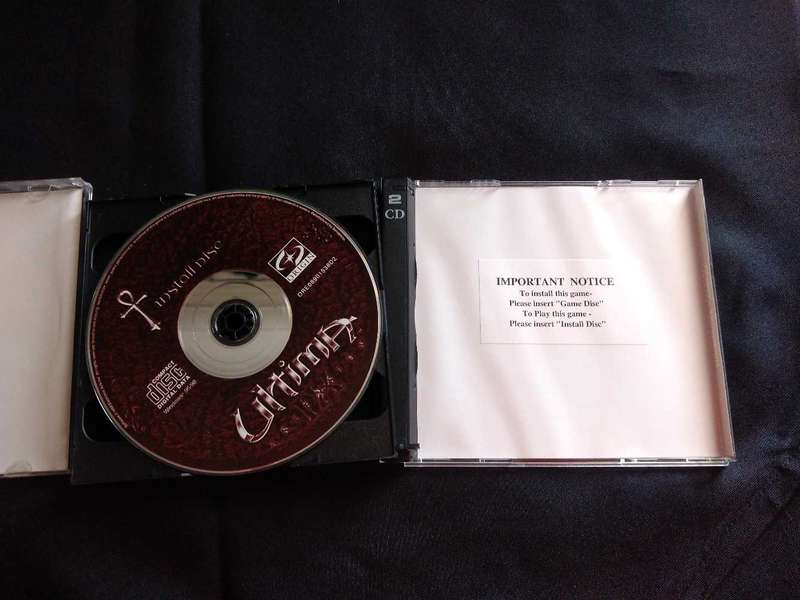 install disc
ORIGIN
COMPACT
disc
DIGITAL DATA
Ultima
2
CD
IMPORTANT NOTICE
To install this game-
Please insert "Game Disc"
To Play this game -
Please insert "Install Disc"